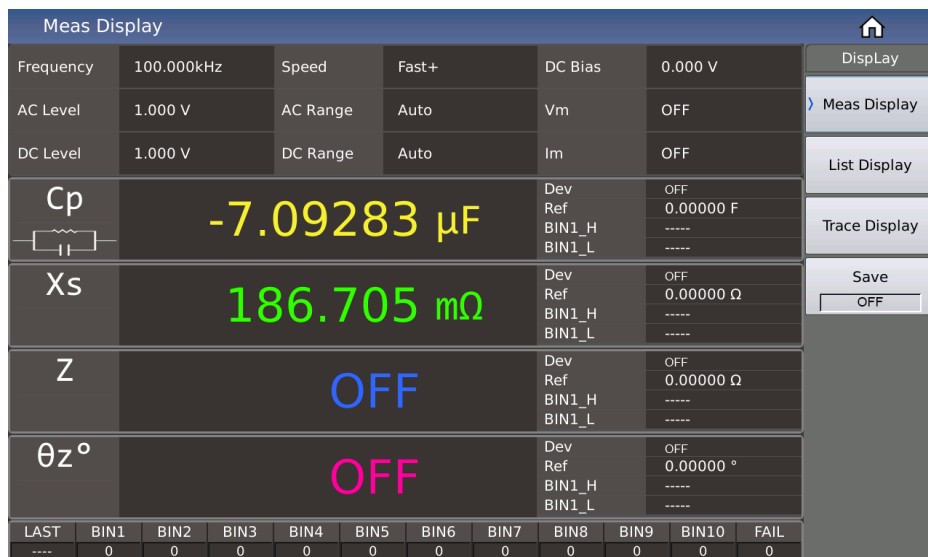 Meas Display
Frequency 100.000kHz Speed Fast+ DC Bias 0.000 V
AC Level 1.000 V AC Range Auto Vm OFF
DC Level 1.000 V DC Range Auto Im OFF
Cp -7.09283 µF
Dev OFF
Ref 0.00000 F
BIN1_H -----
BIN1_L -----
Xs 186.705 mΩ
Dev OFF
Ref 0.00000 Ω
BIN1_H -----
BIN1_L -----
Z OFF
Dev OFF
Ref 0.00000 Ω
BIN1_H -----
BIN1_L -----
θz° OFF
Dev OFF
Ref 0.00000 °
BIN1_H -----
BIN1_L -----
LAST BIN1 BIN2 BIN3 BIN4 BIN5 BIN6 BIN7 BIN8 BIN9 BIN10 FAIL
---- 0 0 0 0 0 0 0 0 0 0 0
DispLay
Meas Display
List Display
Trace Display
Save
OFF